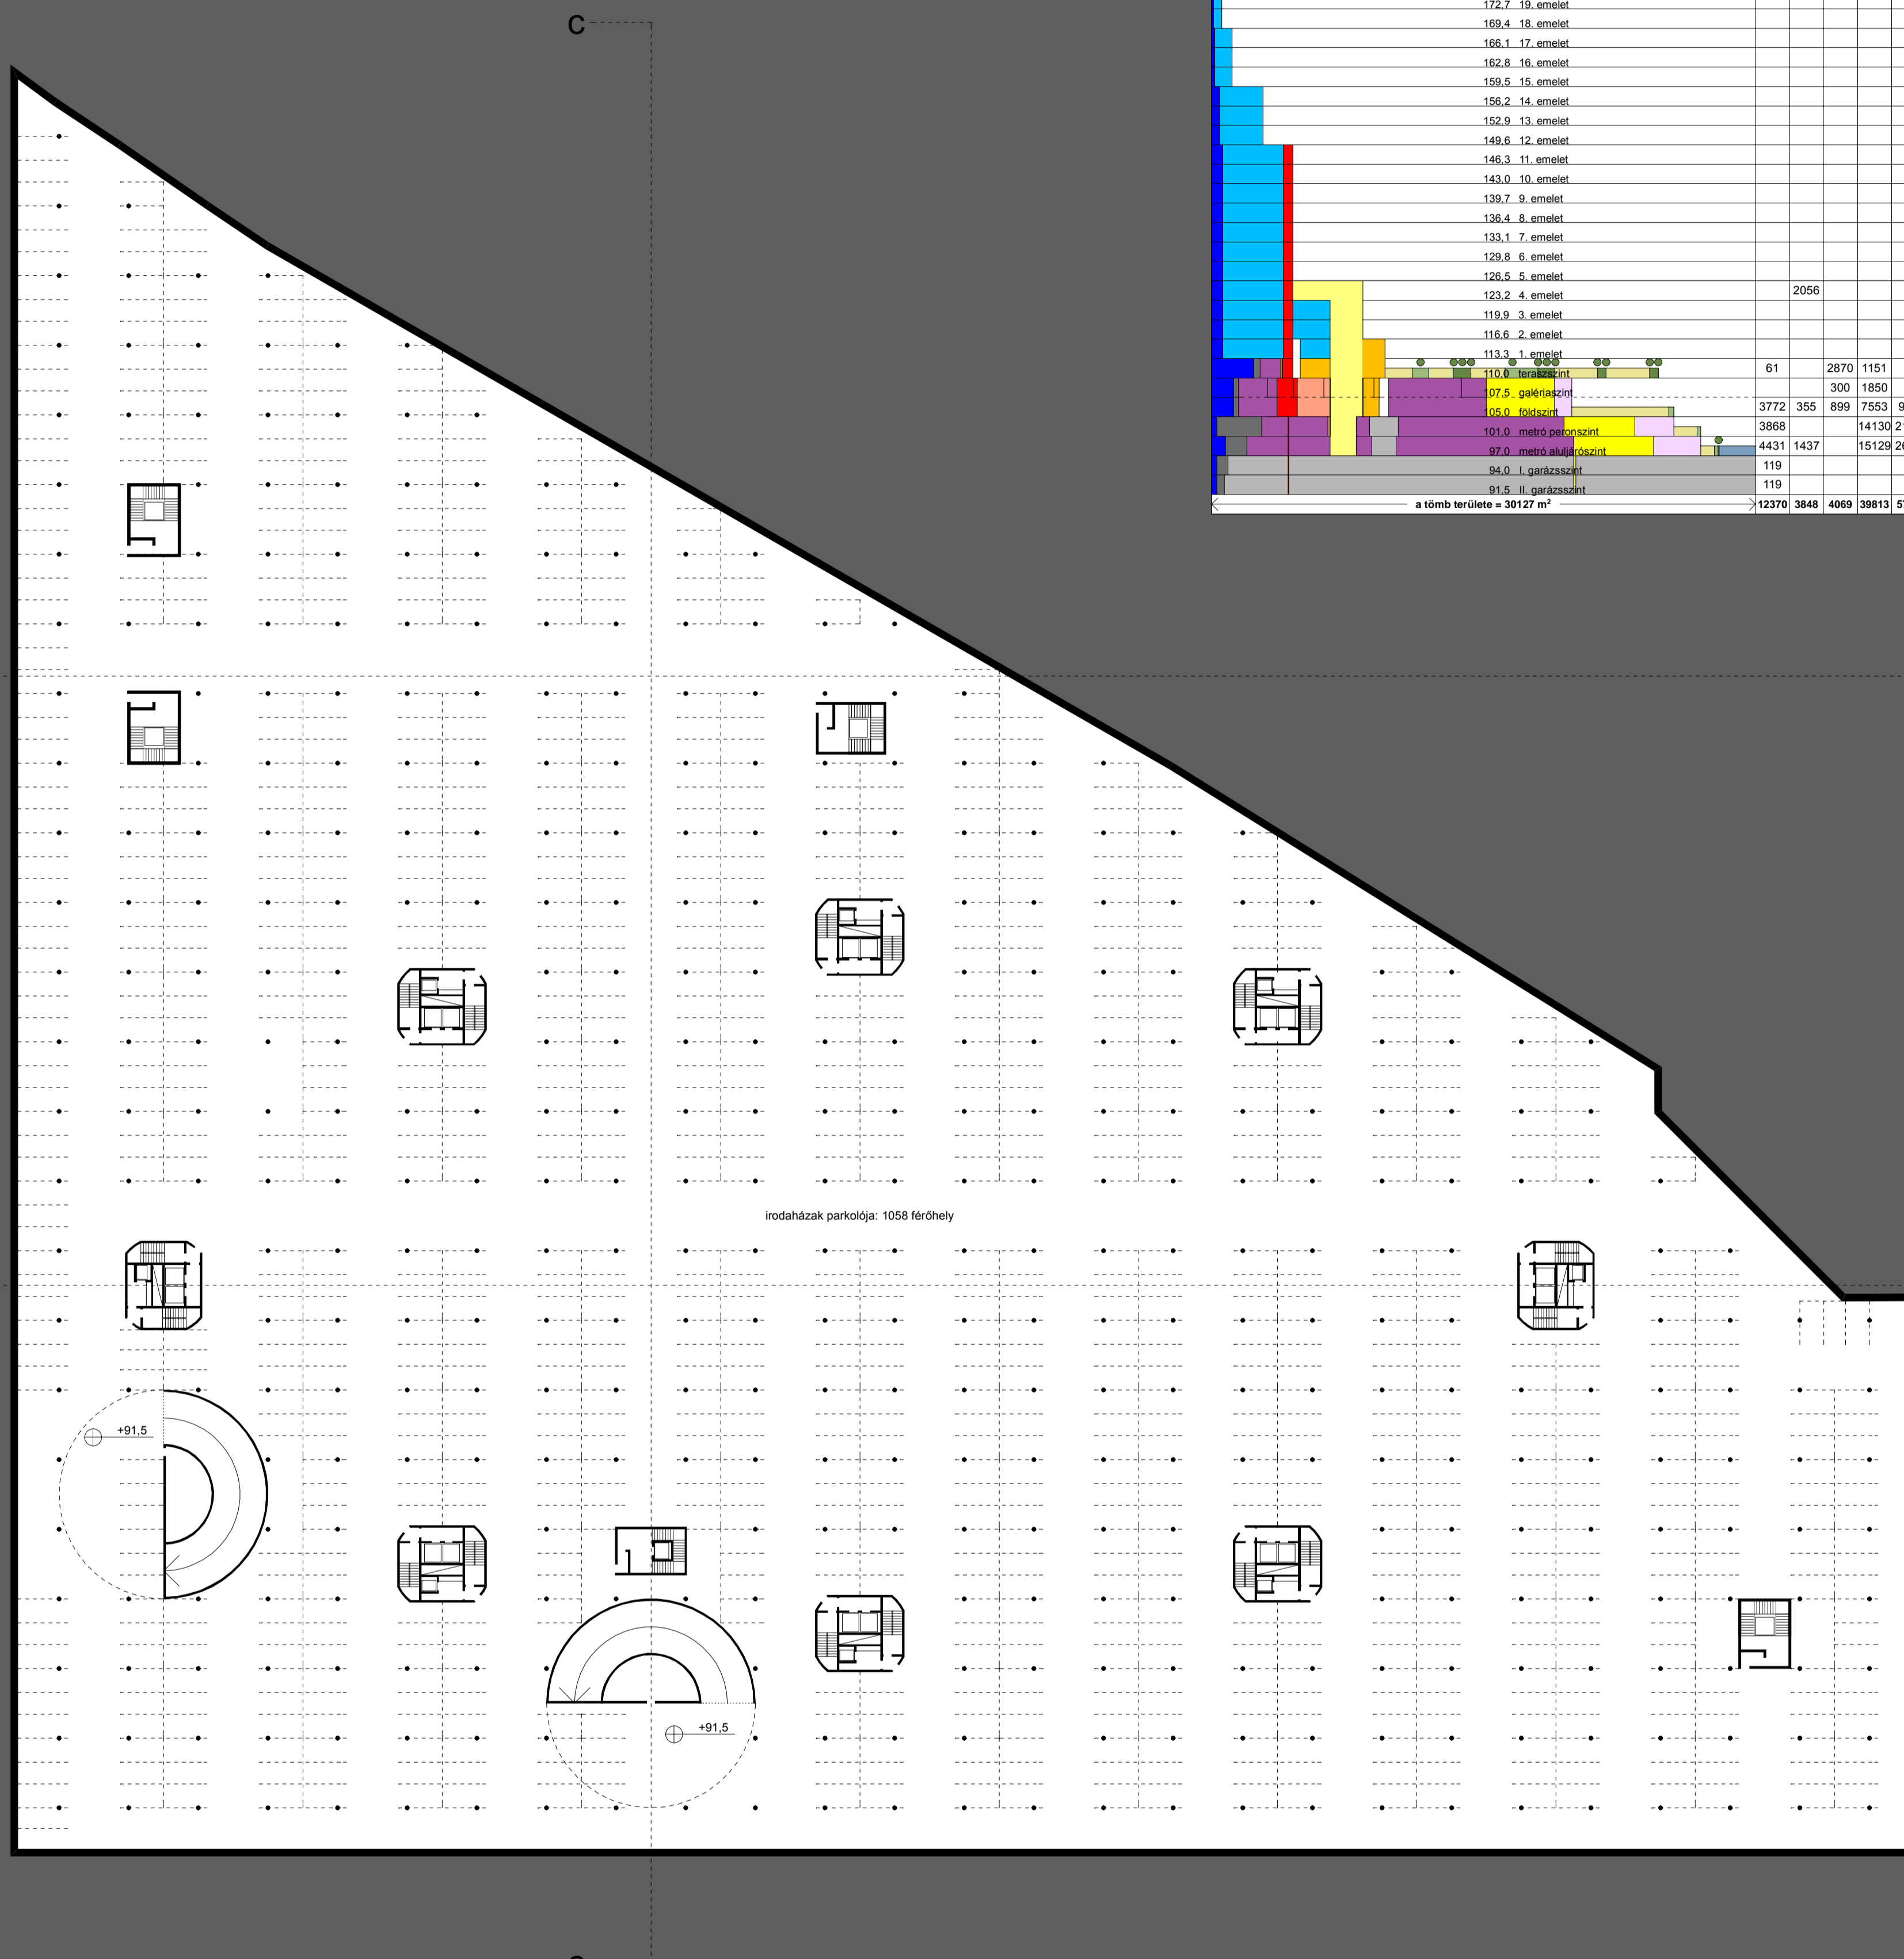 C
172,7 19. emelet
169,4 18. emelet
166,1 17. emelet
162,8 16. emelet
159,5 15. emelet
156,2 14. emelet
152,9 13. emelet
149,6 12. emelet
146,3 11. emelet
143,0 10. emelet
139,7 9. emelet
136,4 8. emelet
133,1 7. emelet
129,8 6. emelet
126,5 5. emelet
123,2 4. emelet 2056
119,9 3. emelet
116,6 2. emelet
113,3 1. emelet
110,0 teraszszint 61 2870 1151
107,5 galériaszint 300 1850
105,0 földszint 3772 355 899 7553
101,0 metró peronszint 3868 14130
97,0 metró aluljárószint 4431 1437 15129
94,0 I. garázsszint 119
91,5 II. garázsszint 119
a tömb területe = 30127 m² 12370 3848 4069 39813
irodaházak parkolója: 1058 férőhely
+91,5
+91,5